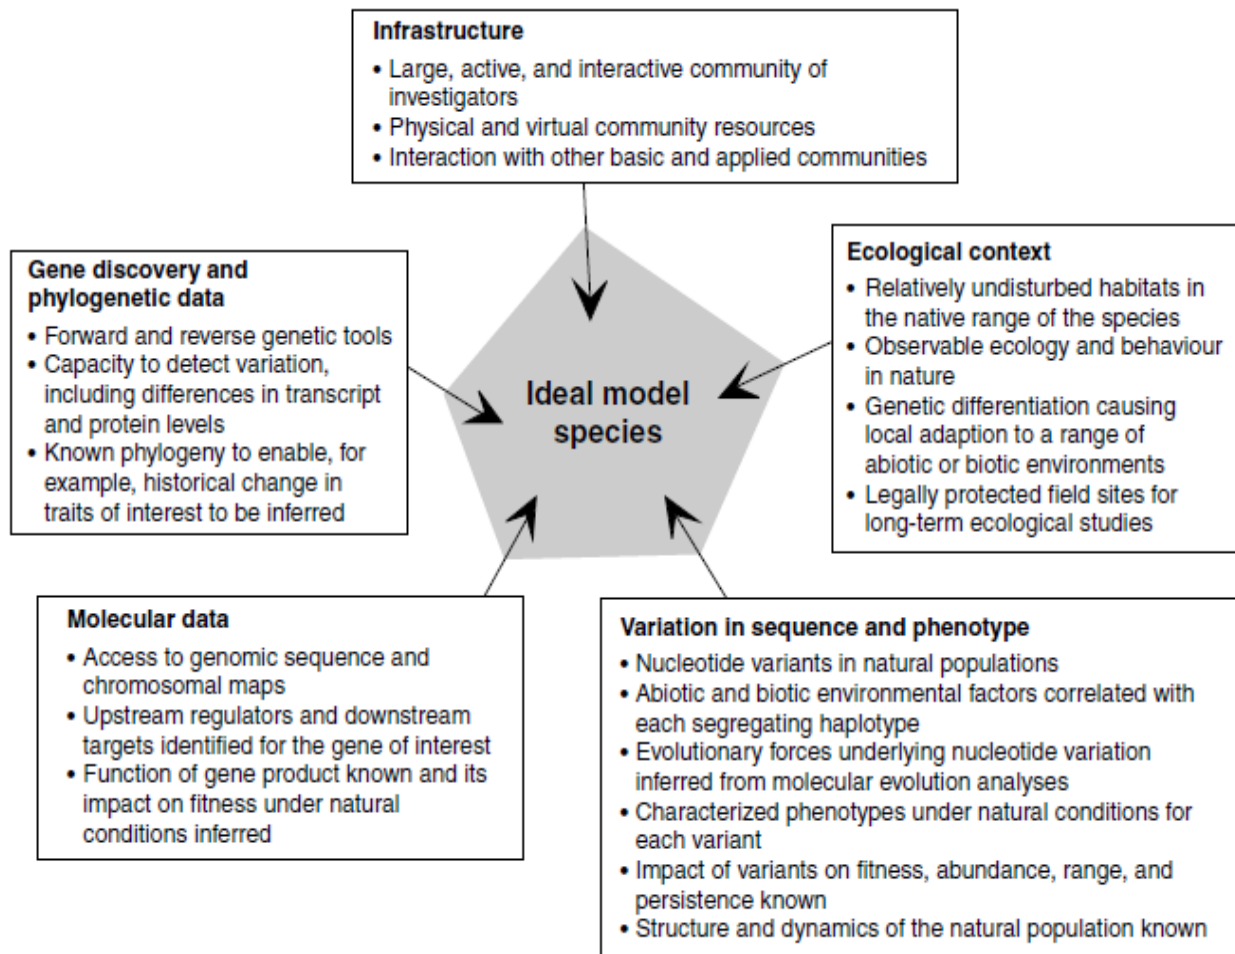 Infrastructure
• Large, active, and interactive community of
investigators
• Physical and virtual community resources
• Interaction with other basic and applied communities
Gene discovery and
phylogenetic data
• Forward and reverse genetic tools
• Capacity to detect variation,
including differences in transcript
and protein levels
• Known phylogeny to enable, for
example, historical change in
traits of interest to be inferred
Ideal model
species
Ecological context
• Relatively undisturbed habitats in
the native range of the species
• Observable ecology and behaviour
in nature
• Genetic differentiation causing
local adaption to a range of
abiotic or biotic environments
• Legally protected field sites for
long-term ecological studies
Molecular data
• Access to genomic sequence and
chromosomal maps
• Upstream regulators and downstream
targets identified for the gene of interest
• Function of gene product known and its
impact on fitness under natural
conditions inferred
Variation in sequence and phenotype
• Nucleotide variants in natural populations
• Abiotic and biotic environmental factors correlated with
each segregating haplotype
• Evolutionary forces underlying nucleotide variation
inferred from molecular evolution analyses
• Characterized phenotypes under natural conditions for
each variant
• Impact of variants on fitness, abundance, range, and
persistence known
• Structure and dynamics of the natural population known